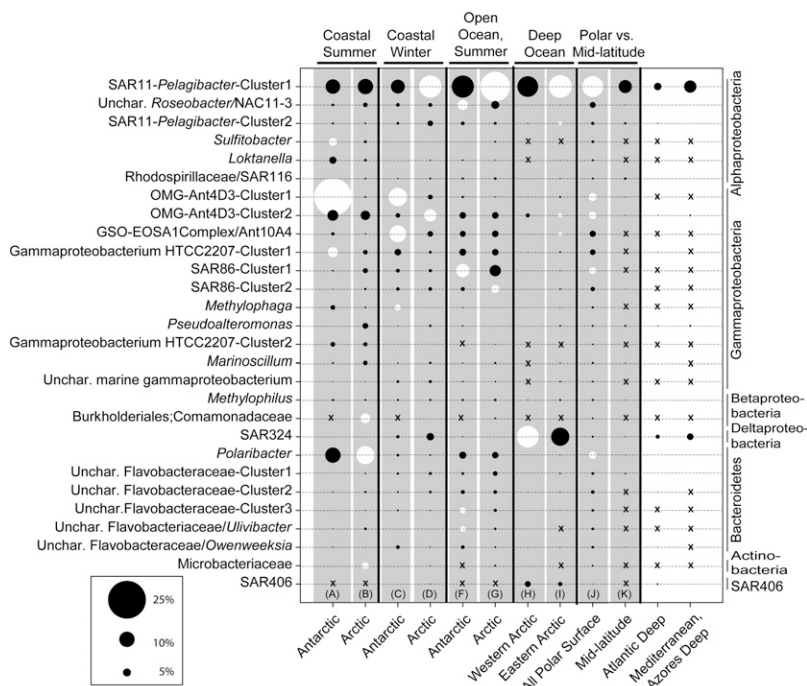 Coastal Summer
Coastal Winter
Open Ocean, Summer
Deep Ocean
Polar vs. Mid-latitude
SAR11-Pelagibacter-Cluster1
Unchar. Roseobacter/NAC11-3
SAR11-Pelagibacter-Cluster2
Sulfitobacter
x x x x x
Loktanella
x x x x
Rhodospirillaceae/SAR116
OMG-Ant4D3-Cluster1
x x
OMG-Ant4D3-Cluster2
GSO-EOSA1Complex/Ant10A4
x x x
Gammaproteobacterium HTCC2207-Cluster1
x x x
SAR86-Cluster1
x x x
SAR86-Cluster2
x x x
Methylophaga
x x x
Pseudoalteromonas
Gammaproteobacterium HTCC2207-Cluster2
x x x x x x
Marinoscillum
x x
Unchar. marine gammaproteobacterium
x x x x
Methylophilus
Burkholderiales;Comamonadaceae
x x x x x x x x
SAR324
Polaribacter
Unchar. Flavobacteraceae-Cluster1
Unchar. Flavobacteraceae-Cluster2
x x
Unchar.Flavobacteraceae-Cluster3
x x x
Unchar. Flavobacteriaceae/Ulivibacter
x x x x
Unchar. Flavobacteraceae/Owenweeksia
x
Microbacteriaceae
x x x x x
SAR406
x x x x x
(A) (B) (C) (D) (F) (G) (H) (I) (J) (K)
Alphaproteobacteria
Gammaproteobacteria
Betaproteo-
bacteria
Deltaproteo-
bacteria
Bacteroidetes
Actino-
bacteria
SAR406
Antarctic
Arctic
Antarctic
Arctic
Antarctic
Arctic
Western Arctic
Eastern Arctic
All Polar Surface
Mid-latitude
Atlantic Deep
Mediterranean,
Azores Deep
25%
10%
5%